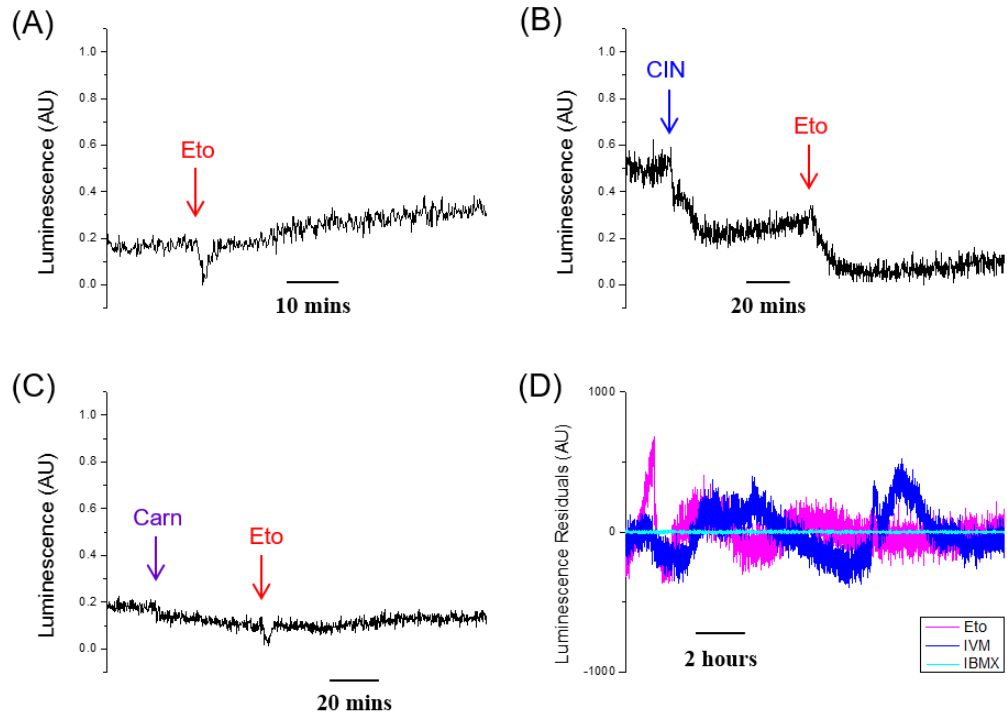 (A)
Luminescence (AU)
1.0
0.8
0.6
0.4
0.2
0.0
Eto
10 mins
(B)
Luminescence (AU)
1.0
0.8
0.6
0.4
0.2
0.0
CIN
Eto
20 mins
(C)
Luminescence (AU)
1.0
0.8
0.6
0.4
0.2
0.0
Carn
Eto
20 mins
(D)
Luminescence Residuals (AU)
1000
0
-1000
2 hours
Eto
IVM
IBMX